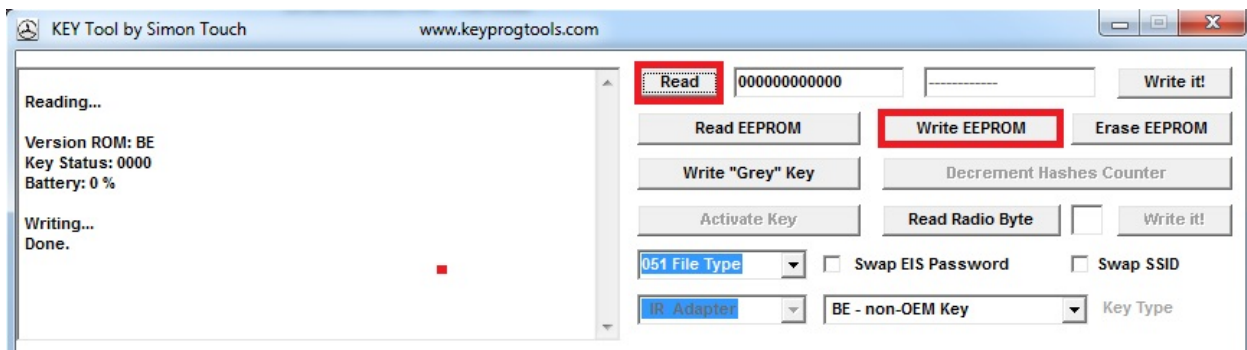 KEY Tool by Simon Touch www.keyprogtools.com
Reading...
Version ROM: BE
Key Status: 0000
Battery: 0 %
Writing...
Done.
Read 000000000000 ------------ Write it!
Read EEPROM Write EEPROM Erase EEPROM
Write "Grey" Key Decrement Hashes Counter
Activate Key Read Radio Byte Write it!
051 File Type Swap EIS Password Swap SSID
IR Adapter BE - non-OEM Key Key Type